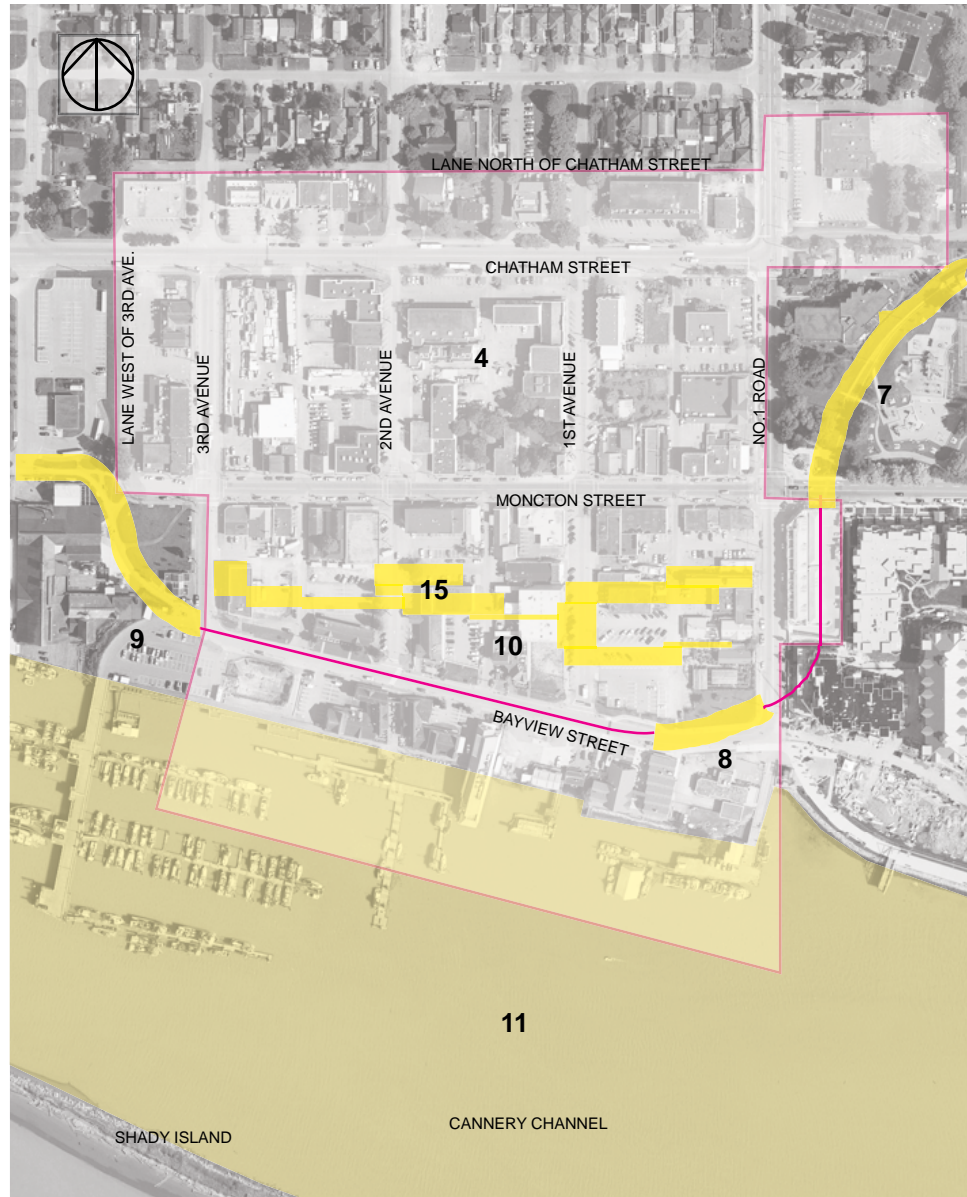 LANE NORTH OF CHATHAM STREET
CHATHAM STREET
LANE WEST OF 3RD AVE.
3RD AVENUE
2ND AVENUE
4
1ST AVENUE
NO.1 ROAD
7
MONCTON STREET
15
9
10
BAYVIEW STREET
8
11
CANNERY CHANNEL
SHADY ISLAND